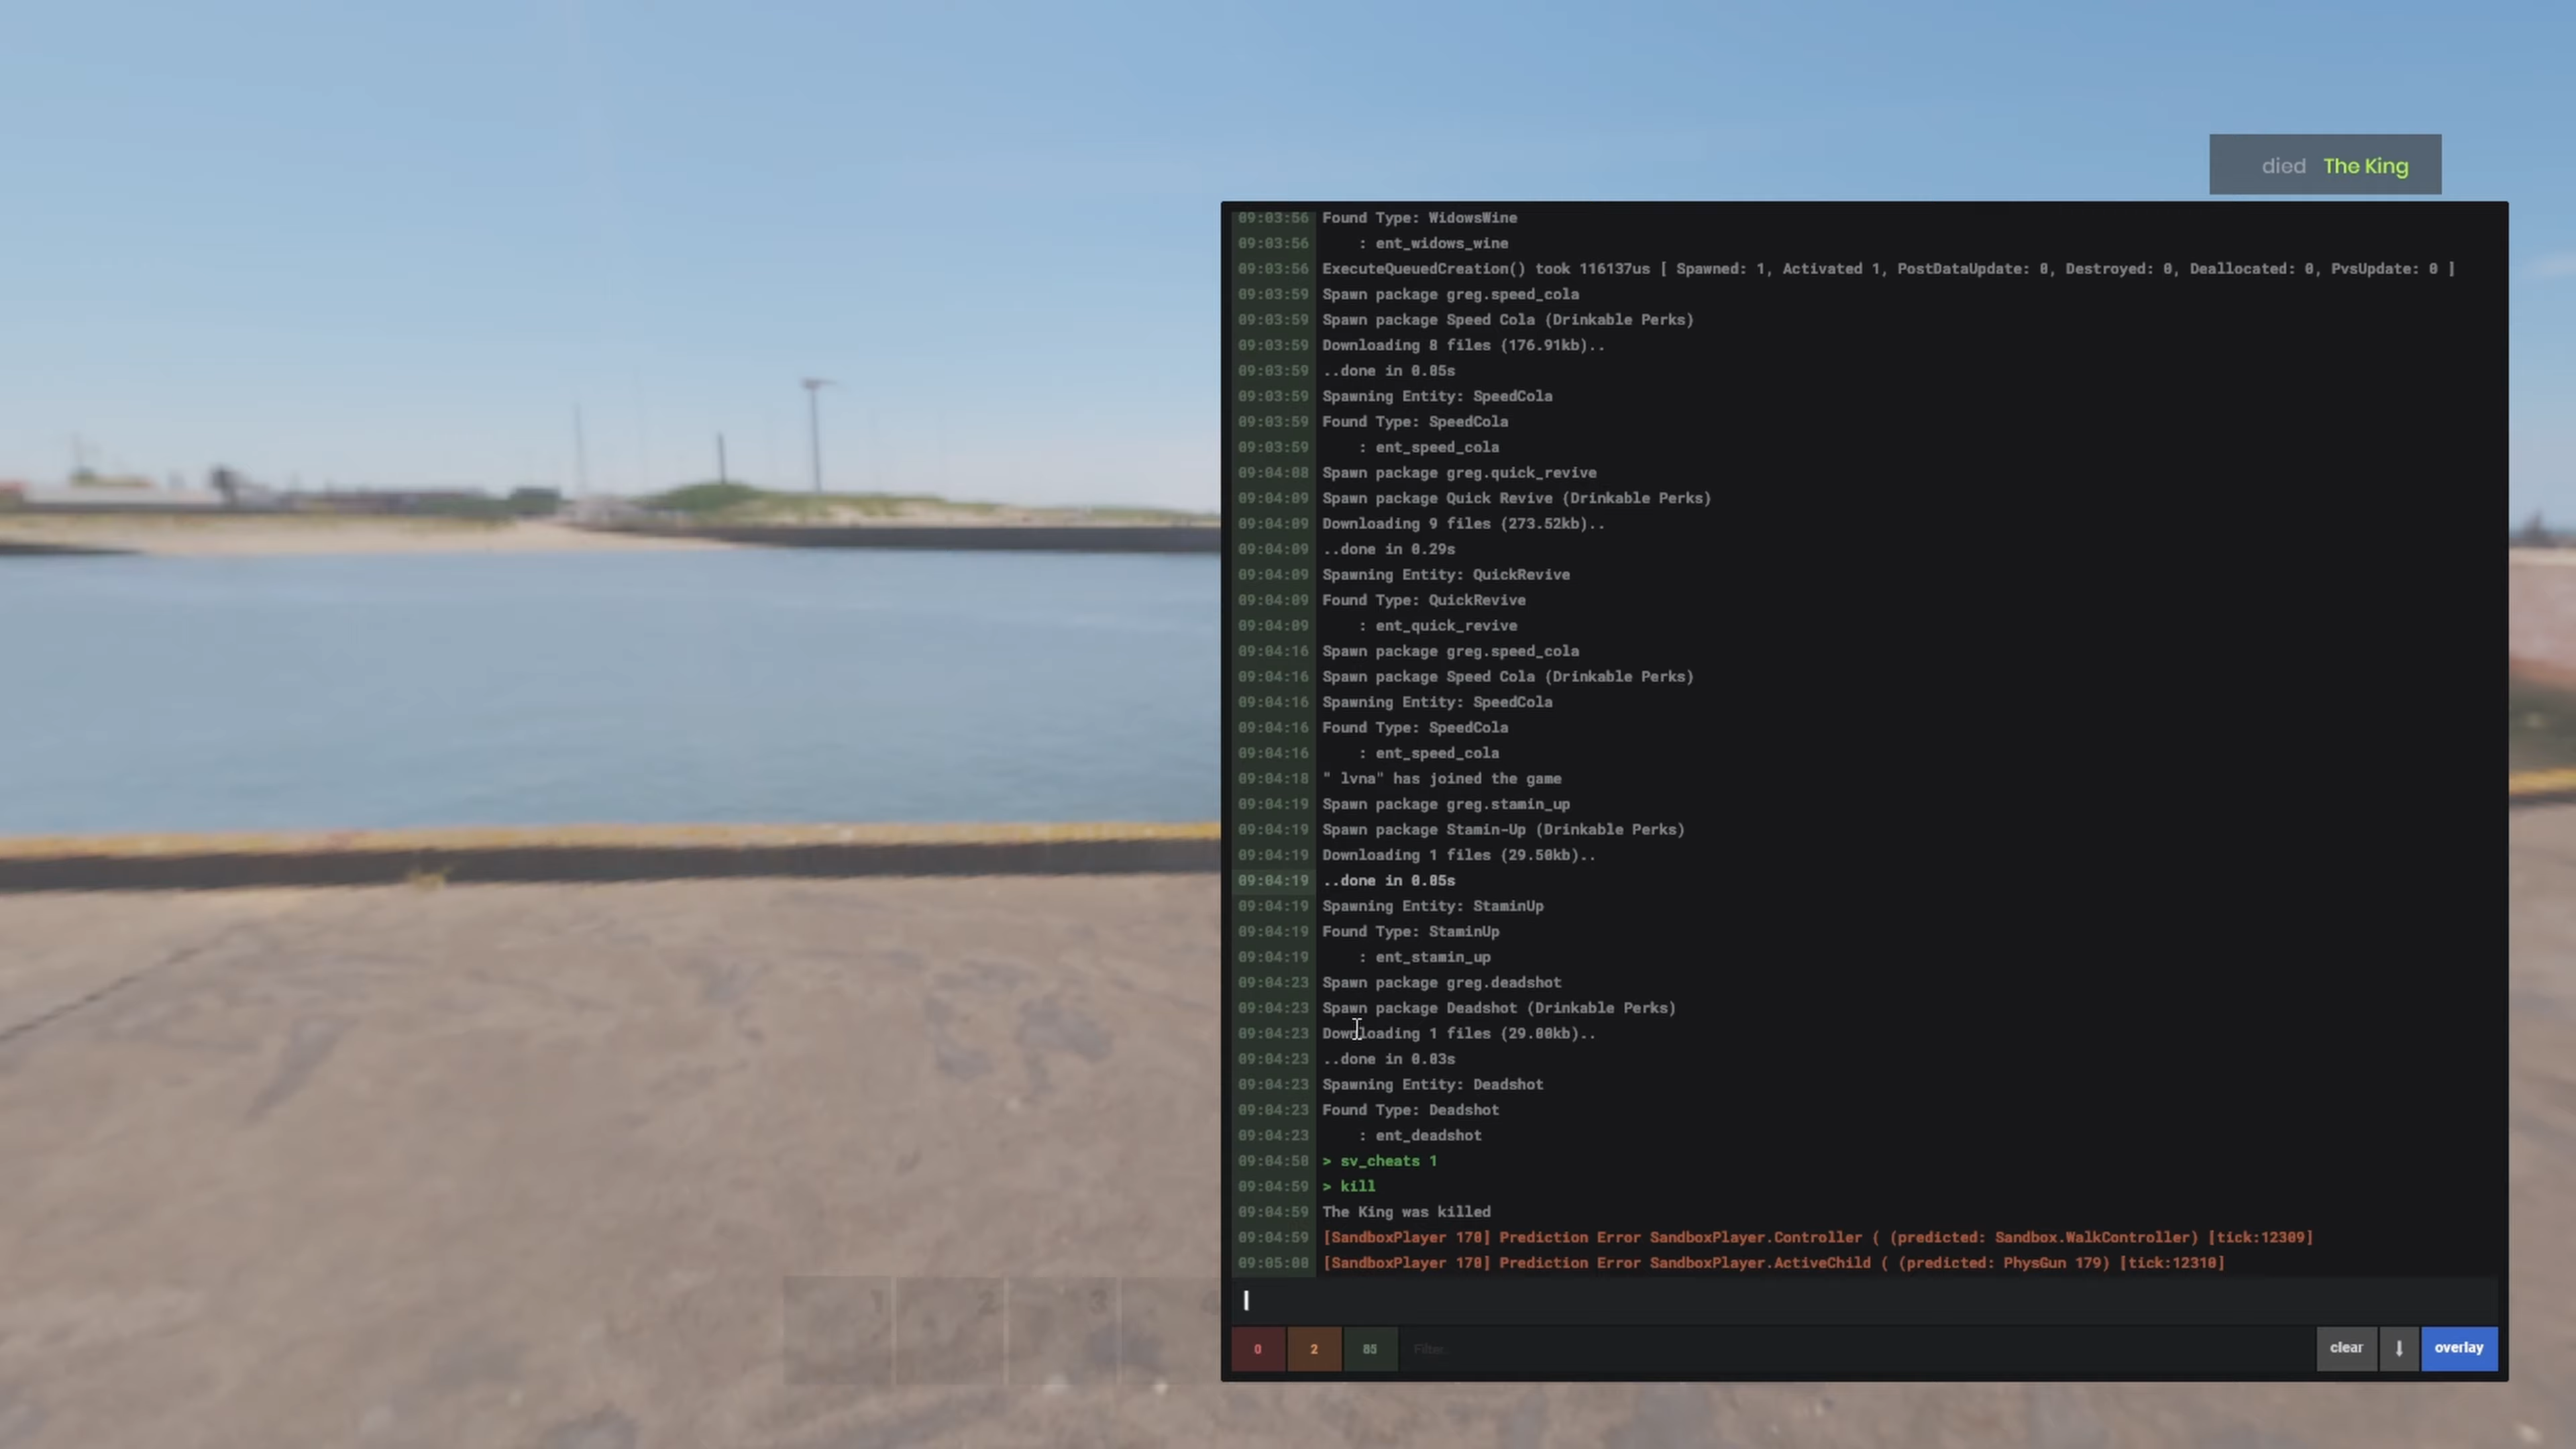 died The King
09:03:56 Found Type: WidowsWine
09:03:56 : ent_widows_wine
09:03:56 ExecuteQueuedCreation() took 116137us [ Spawned: 1, Activated 1, PostDataUpdate: 0, Destroyed: 0, Deallocated: 0, PvsUpdate: 0 ]
09:03:59 Spawn package greg.speed_cola
09:03:59 Spawn package Speed Cola (Drinkable Perks)
09:03:59 Downloading 8 files (176.91kb)..
09:03:59 ..done in 0.05s
09:03:59 Spawning Entity: SpeedCola
09:03:59 Found Type: SpeedCola
09:03:59 : ent_speed_cola
09:04:08 Spawn package greg.quick_revive
09:04:09 Spawn package Quick Revive (Drinkable Perks)
09:04:09 Downloading 9 files (273.52kb)..
09:04:09 ..done in 0.29s
09:04:09 Spawning Entity: QuickRevive
09:04:09 Found Type: QuickRevive
09:04:09 : ent_quick_revive
09:04:16 Spawn package greg.speed_cola
09:04:16 Spawn package Speed Cola (Drinkable Perks)
09:04:16 Spawning Entity: SpeedCola
09:04:16 Found Type: SpeedCola
09:04:16 : ent_speed_cola
09:04:18 " lvna" has joined the game
09:04:19 Spawn package greg.stamin_up
09:04:19 Spawn package Stamin-Up (Drinkable Perks)
09:04:19 Downloading 1 files (29.50kb)..
09:04:19 ..done in 0.05s
09:04:19 Spawning Entity: StaminUp
09:04:19 Found Type: StaminUp
09:04:19 : ent_stamin_up
09:04:23 Spawn package greg.deadshot
09:04:23 Spawn package Deadshot (Drinkable Perks)
09:04:23 Downloading 1 files (29.00kb)..
09:04:23 ..done in 0.03s
09:04:23 Spawning Entity: Deadshot
09:04:23 Found Type: Deadshot
09:04:23 : ent_deadshot
09:04:58 > sv_cheats 1
09:04:59 > kill
09:04:59 The King was killed
09:04:59 [SandboxPlayer 170] Prediction Error SandboxPlayer.Controller ( (predicted: Sandbox.WalkController) [tick:12309]
09:05:00 [SandboxPlayer 170] Prediction Error SandboxPlayer.ActiveChild ( (predicted: PhysGun 179) [tick:12310]
1 2 3
0 2 85 Filter. clear overlay